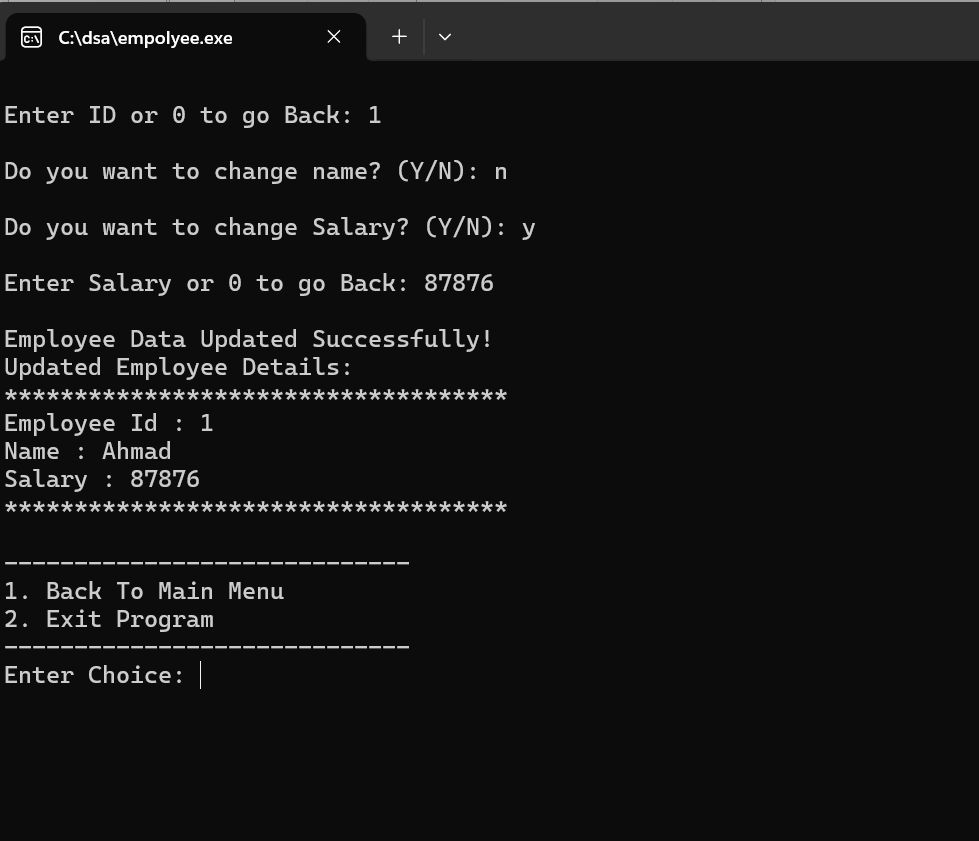 C:\dsa\empolyee.exe
Enter ID or 0 to go Back: 1
Do you want to change name? (Y/N): n
Do you want to change Salary? (Y/N): y
Enter Salary or 0 to go Back: 87876
Employee Data Updated Successfully!
Updated Employee Details:
************************************
Employee Id : 1
Name : Ahmad
Salary : 87876
************************************
-----------------------------
1. Back To Main Menu
2. Exit Program
-----------------------------
Enter Choice: